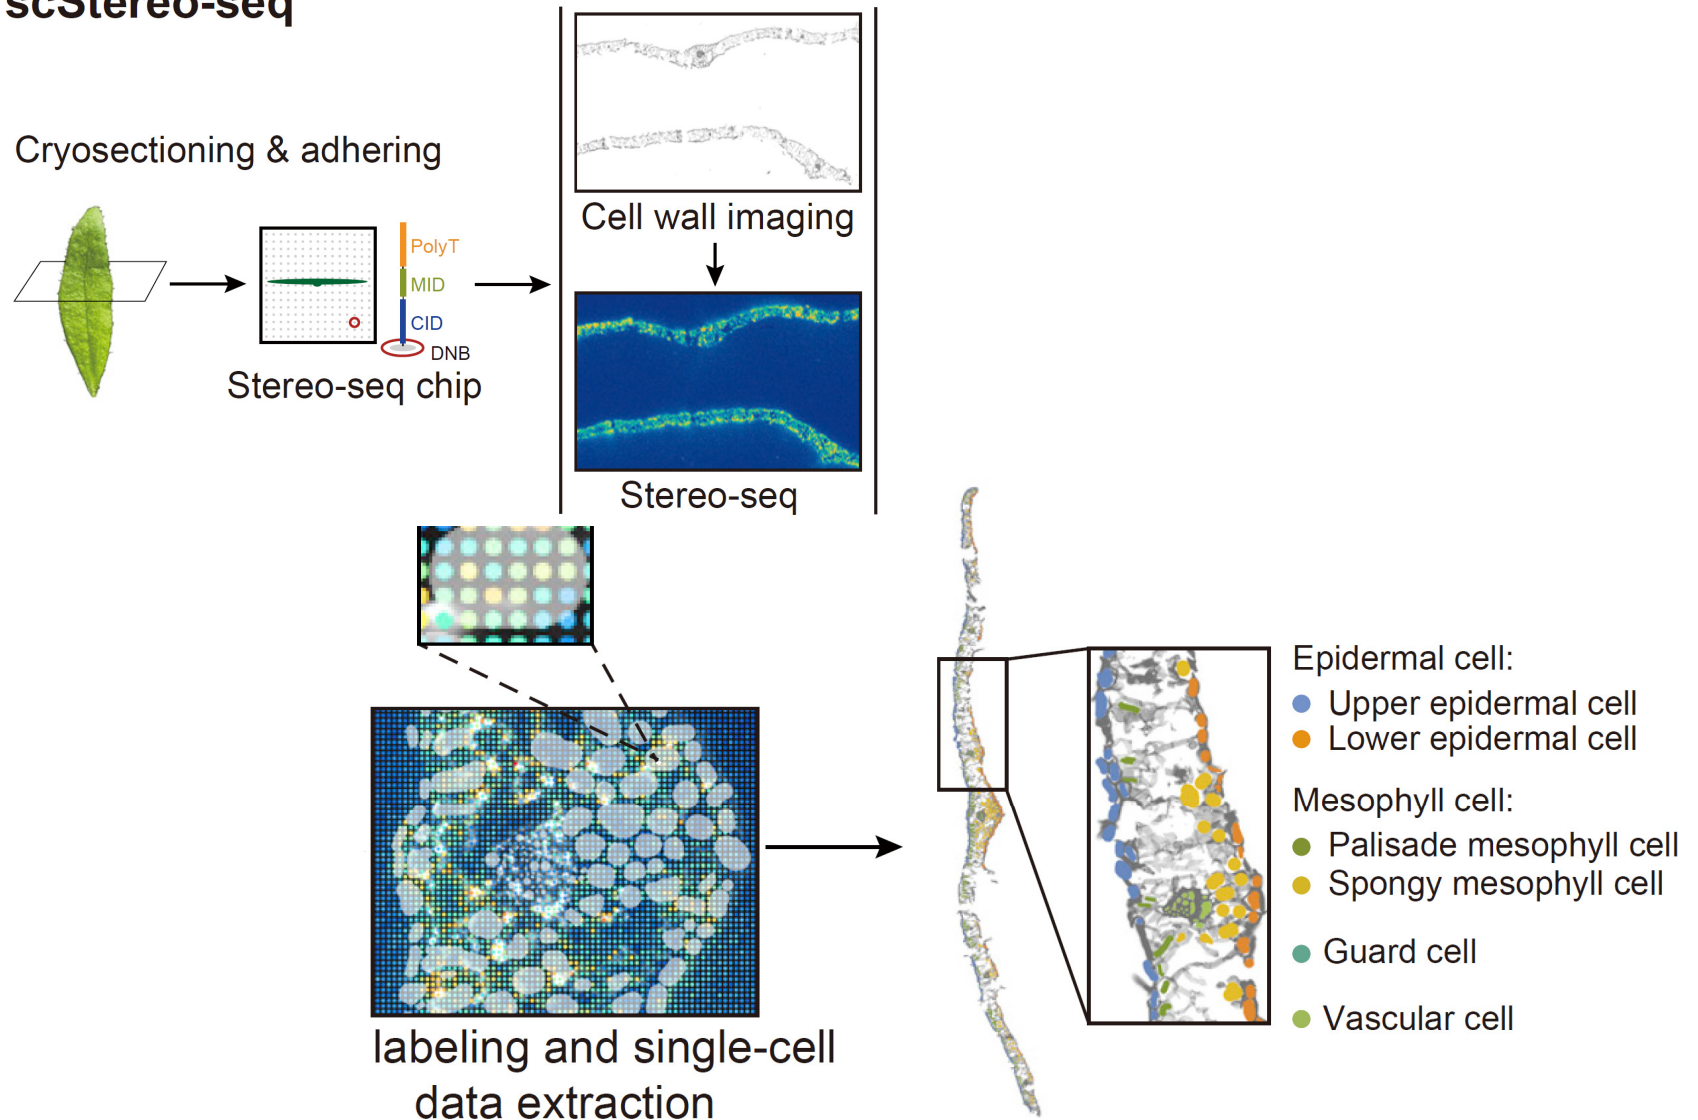 scStereo-seq
Cryosectioning & adhering
PolyT
MID
CID
DNB
Stereo-seq chip
Cell wall imaging
Stereo-seq
labeling and single-cell
data extraction
Epidermal cell:
Upper epidermal cell
Lower epidermal cell
Mesophyll cell:
Palisade mesophyll cell
Spongy mesophyll cell
Guard cell
Vascular cell